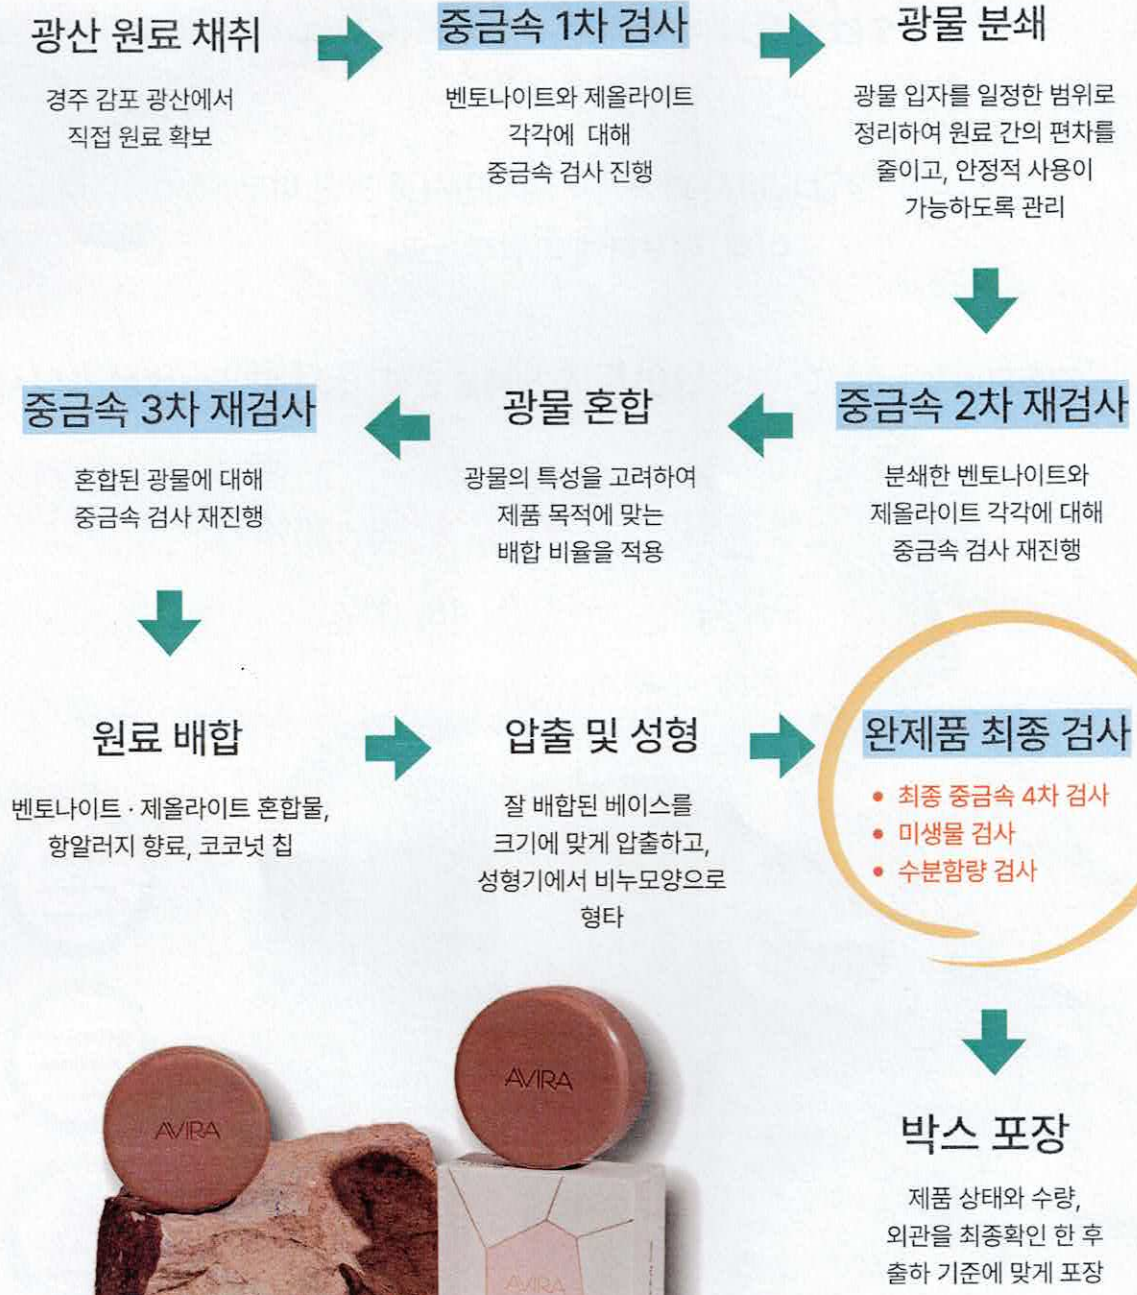 광산 원료 채취
경주 감포 광산에서
직접 원료 확보
중금속 1차 검사
벤토나이트와 제올라이트
각각에 대해
중금속 검사 진행
광물 분쇄
광물 입자를 일정한 범위로
정리하여 원료 간의 편차를
줄이고, 안정적 사용이
가능하도록 관리
중금속 2차 재검사
분쇄한 벤토나이트와
제올라이트 각각에 대해
중금속 검사 재진행
광물 혼합
광물의 특성을 고려하여
제품 목적에 맞는
배합 비율을 적용
중금속 3차 재검사
혼합된 광물에 대해
중금속 검사 재진행
원료 배합
벤토나이트 · 제올라이트 혼합물,
항알러지 향료, 코코넛 칩
압출 및 성형
잘 배합된 베이스를
크기에 맞게 압출하고,
성형기에서 비누모양으로
형타
완제품 최종 검사
• 최종 중금속 4차 검사
• 미생물 검사
• 수분함량 검사
박스 포장
제품 상태와 수량,
외관을 최종확인 한 후
출하 기준에 맞게 포장
AVIRA
AVIRA
AVIRA